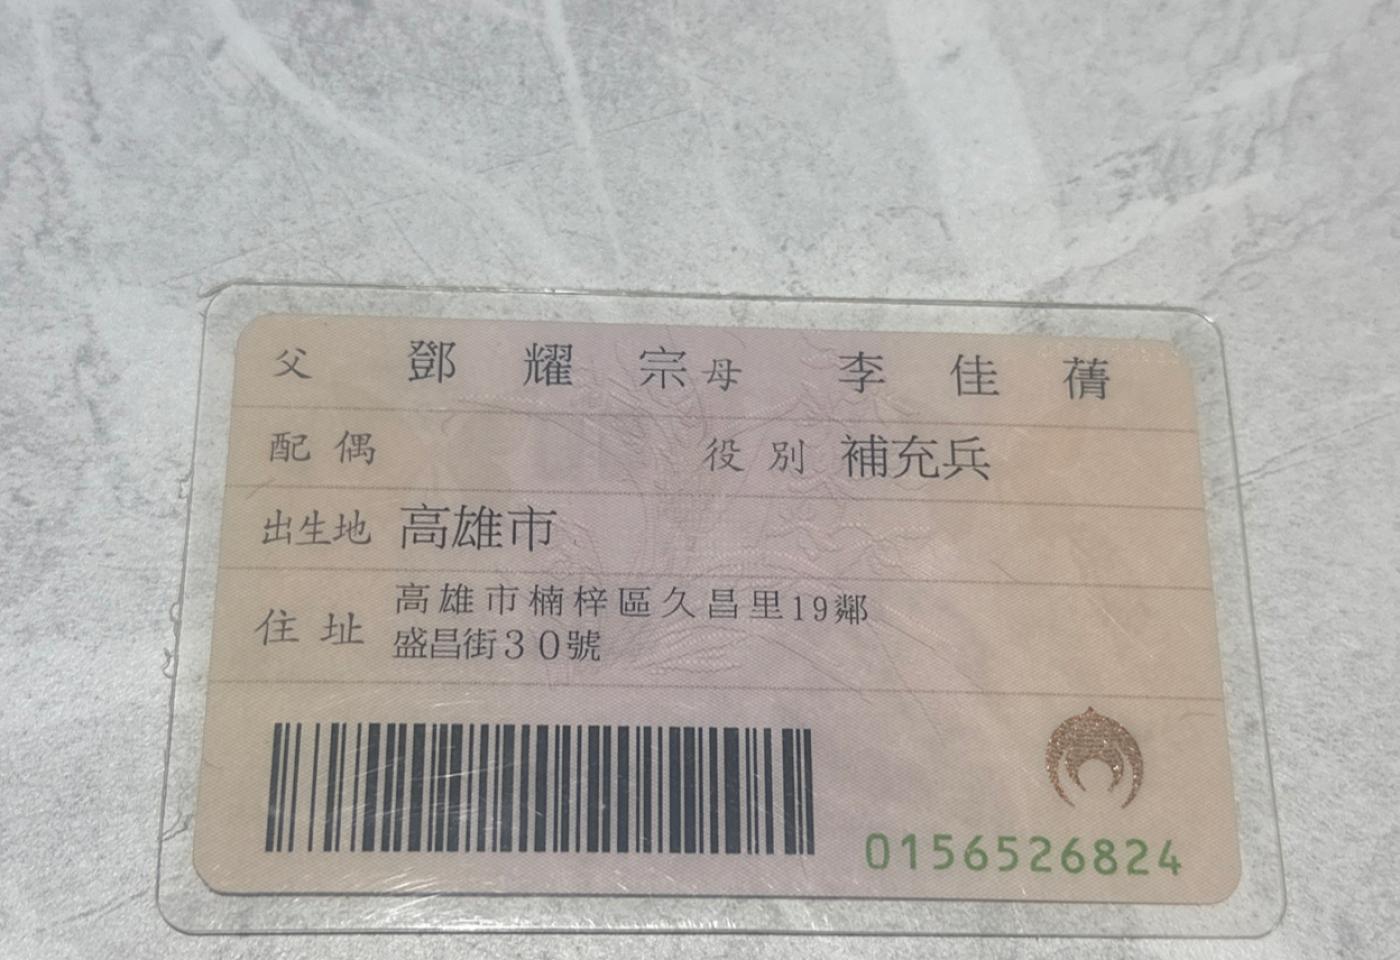 父 鄧耀宗 母 李佳蒨
配偶 役別 補充兵
出生地 高雄市
住址 高雄市楠梓區久昌里19鄰
盛昌街30號
0156526824